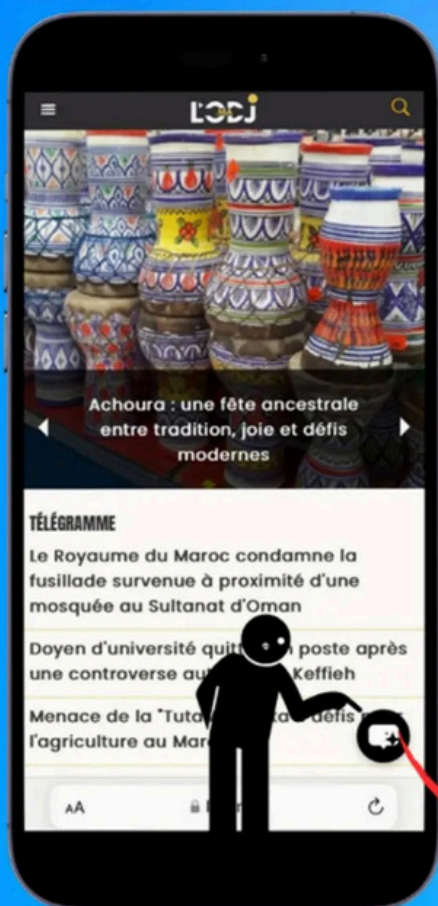 L'ODJ
Achoura : une fête ancestrale
entre tradition, joie et défis
modernes
TÉLÉGRAMME
Le Royaume du Maroc condamne la
fusillade survenue à proximité d'une
mosquée au Sultanat d'Oman
Doyen d'université poste après
une controverse Keffieh
Menace de la "Tuta défis
l'agriculture au
AA